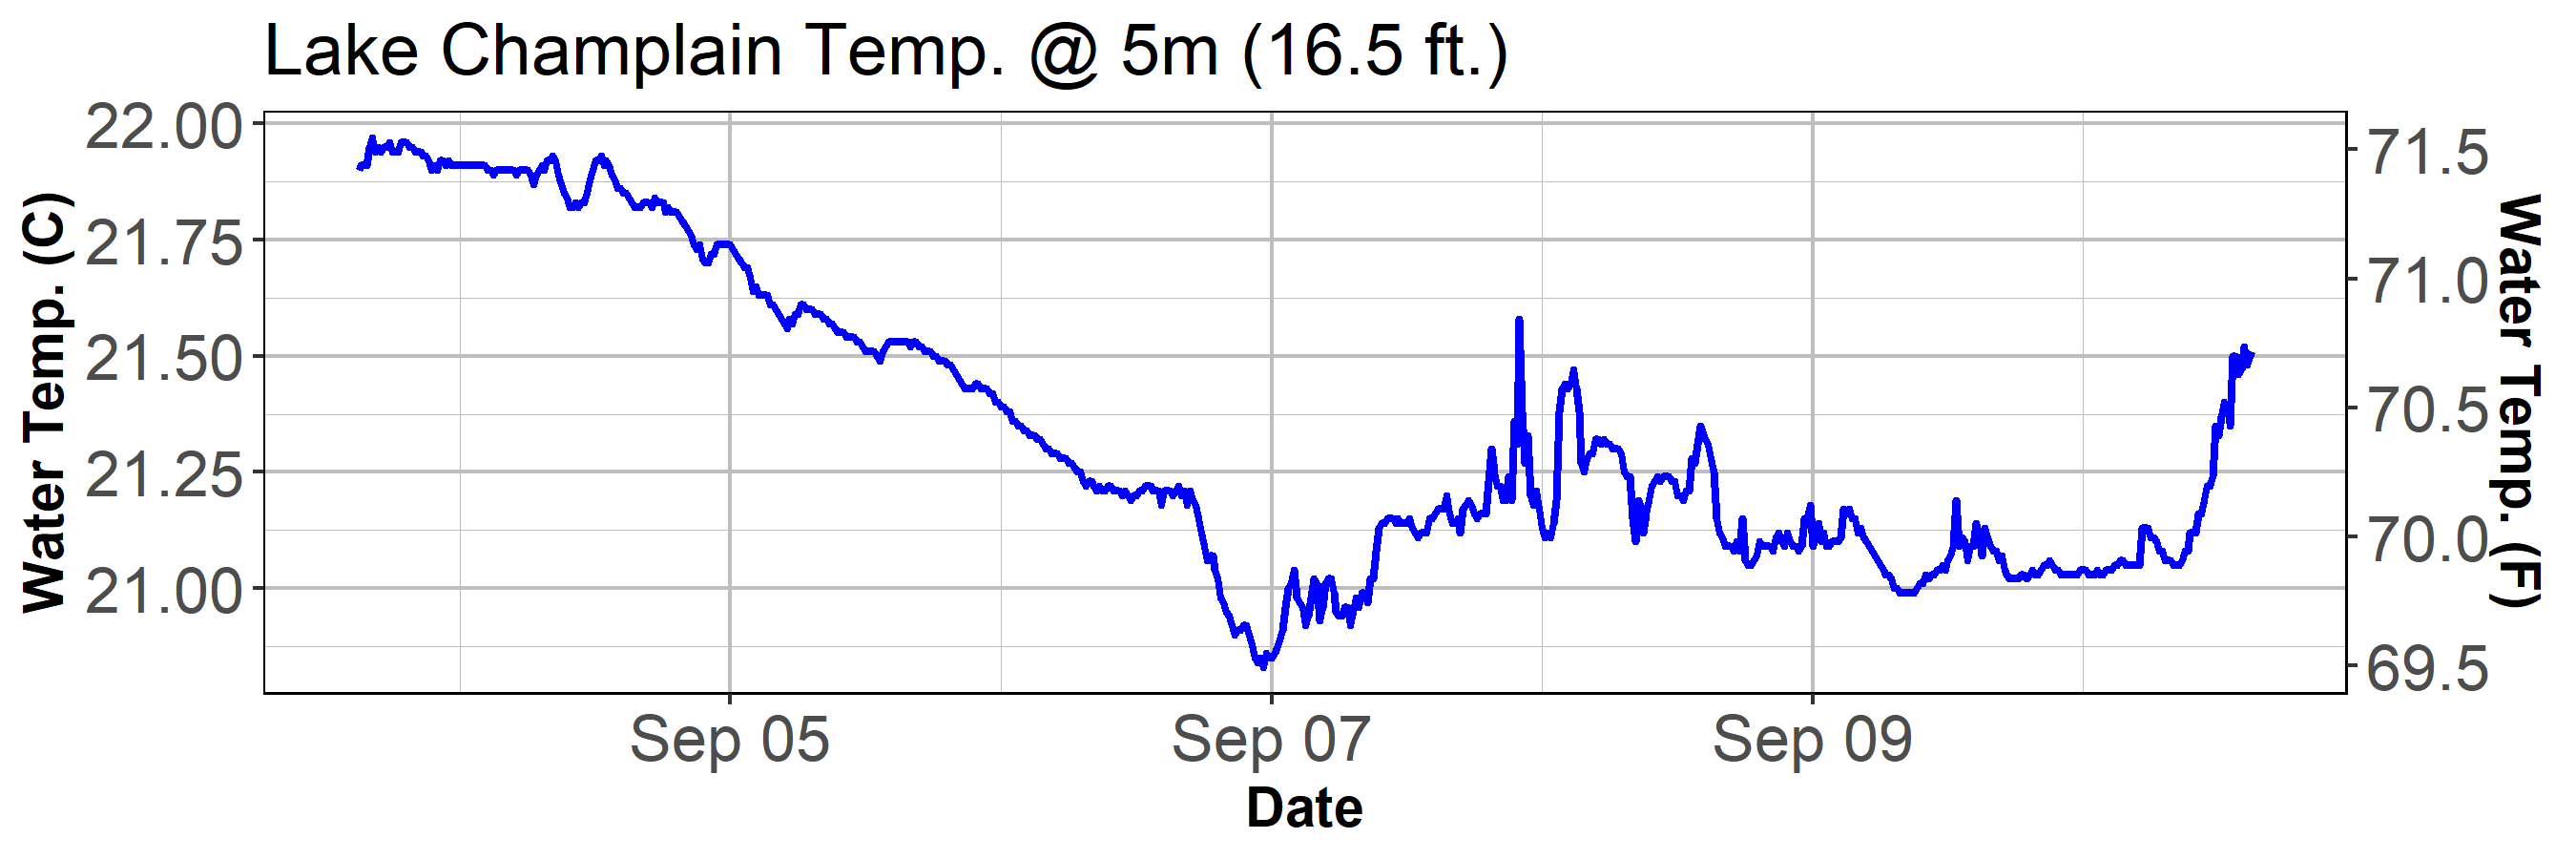 Lake Champlain Temp. @ 5m (16.5 ft.)
Water Temp. (C)
22.00
21.75
21.50
21.25
21.00
71.5
71.0
70.5
70.0
69.5
Water Temp. (F)
Sep 05
Sep 07
Sep 09
Date